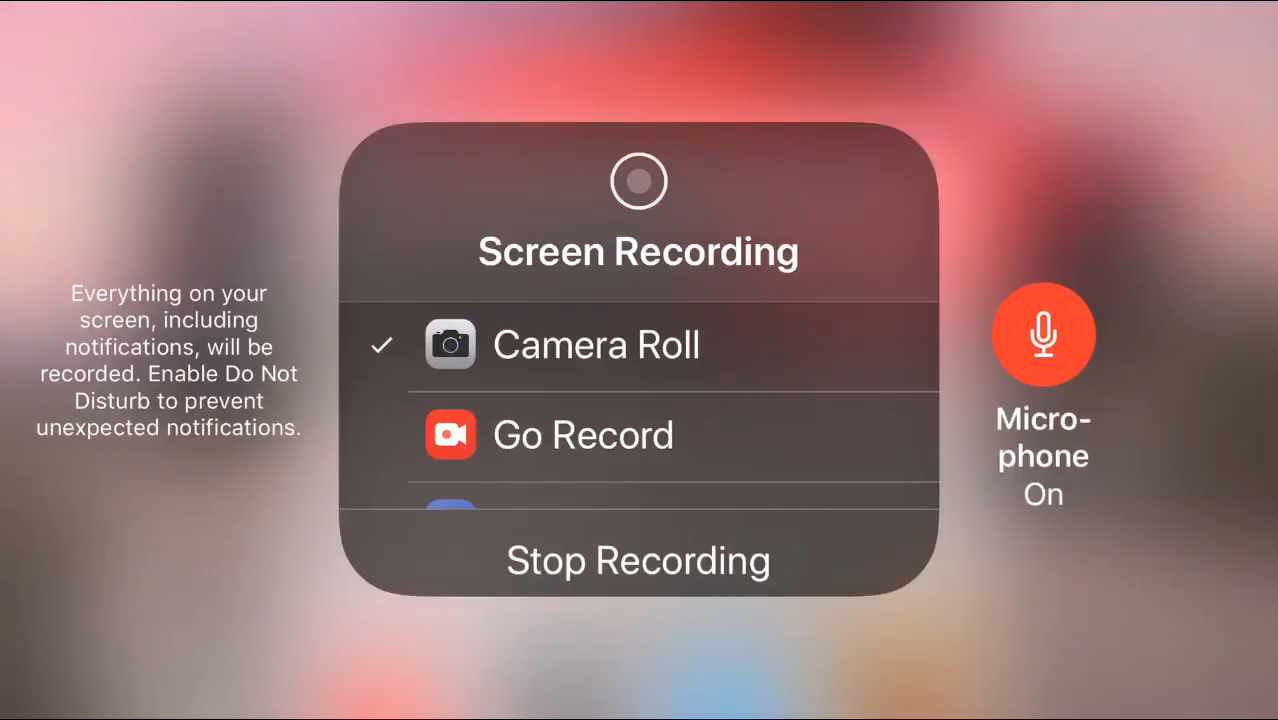 Screen Recording
Everything on your
screen, including
notifications, will be
recorded. Enable Do Not
Disturb to prevent
unexpected notifications.
Camera Roll
Go Record
Stop Recording
Micro-
phone
On